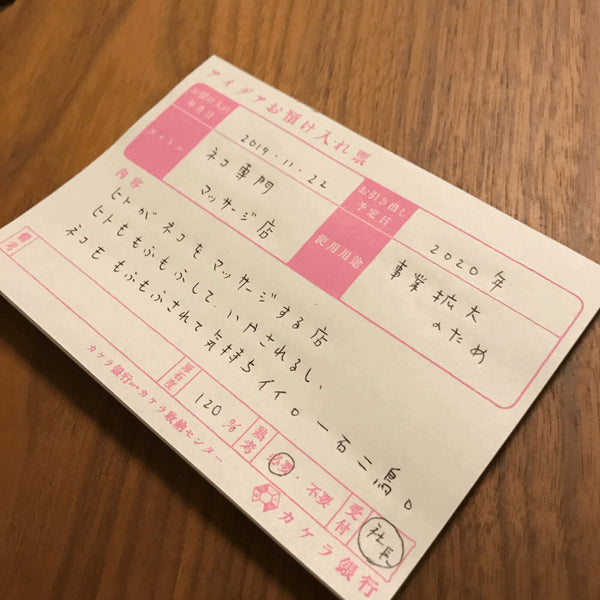 アイデアお預け入れ票
お預け入れ年月日
2019.11.22
お引き出し予定日
2020年
タイトル
ネコ専門
マッサージ店
使用用途
事業拡大
のため
内容
ヒトがネコをマッサージする店
ヒトももふもふして、いやされるし、
ネコももふもふされて気持ちイイ。一石二鳥。
備考
原石度
120 %
熟考
必要・不要
受付
社長
カケラ銀行
カケラ収納センター
カケラ銀行